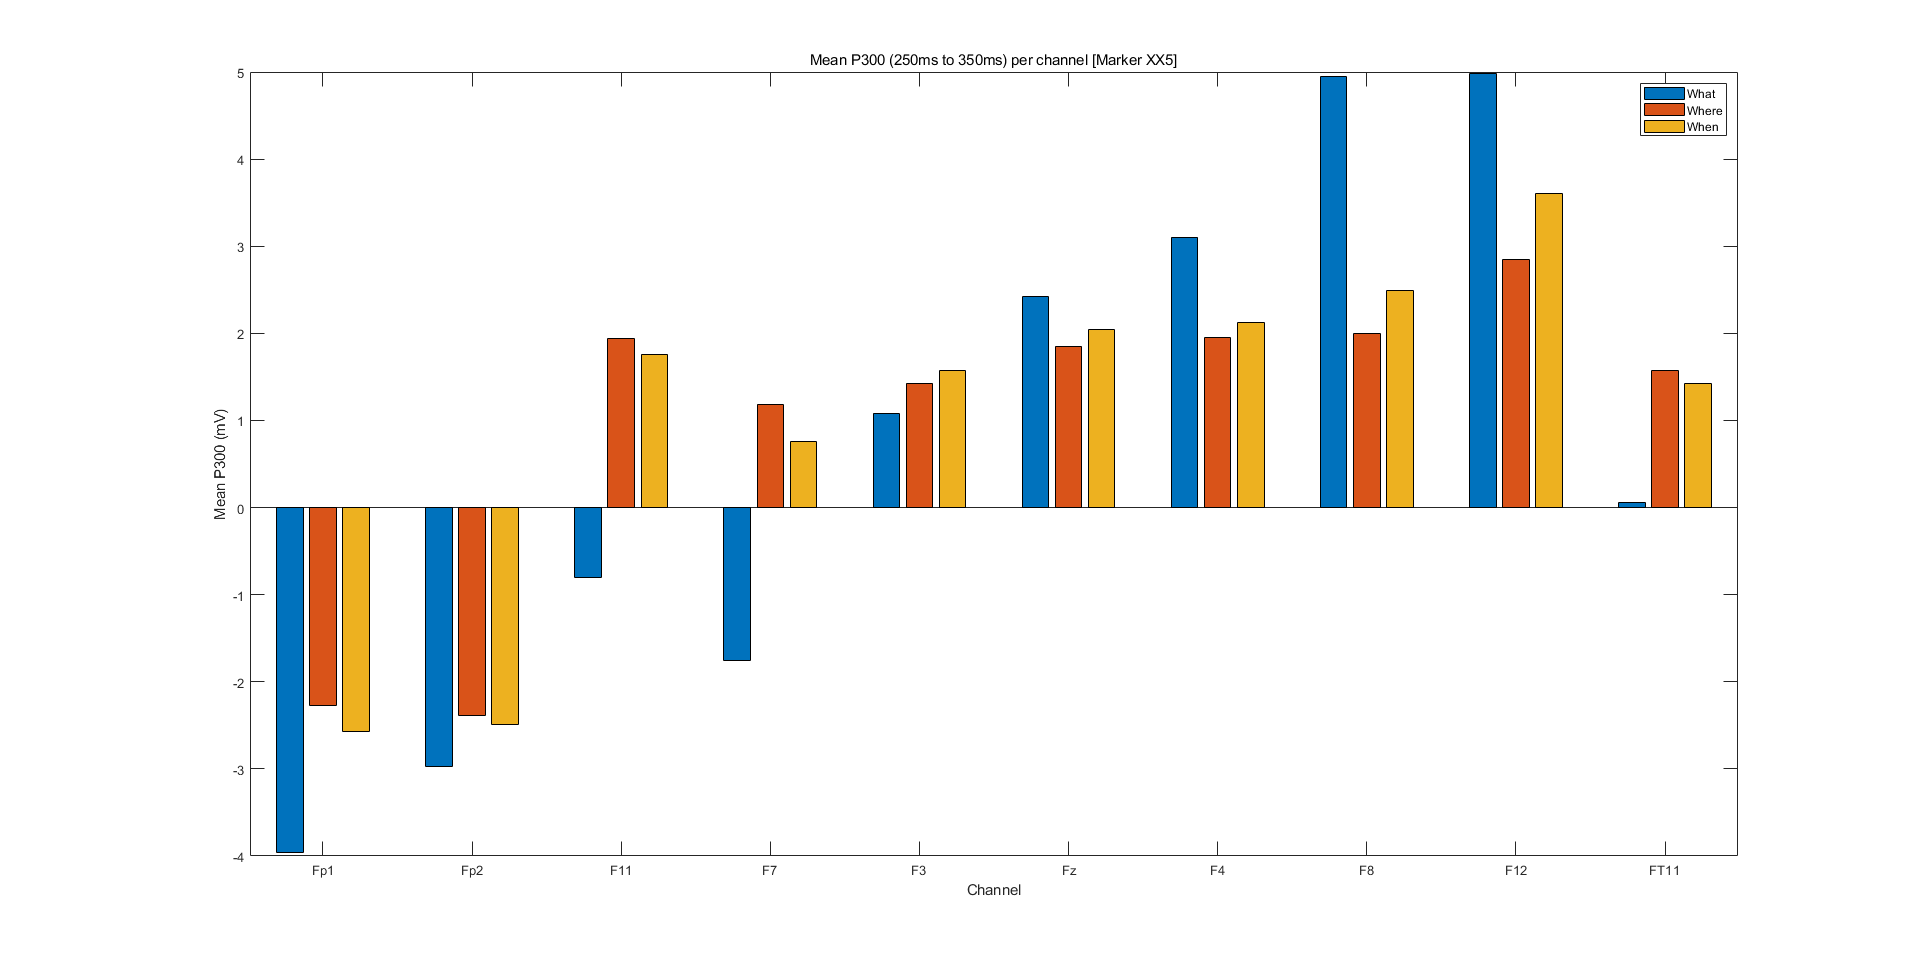 Mean P300 (250ms to 350ms) per channel [Marker XX5]
What
Where
When
5
4
3
2
1
0
-1
-2
-3
-4
Mean P300 (mV)
Fp1 Fp2 F11 F7 F3 Fz F4 F8 F12 FT11
Channel